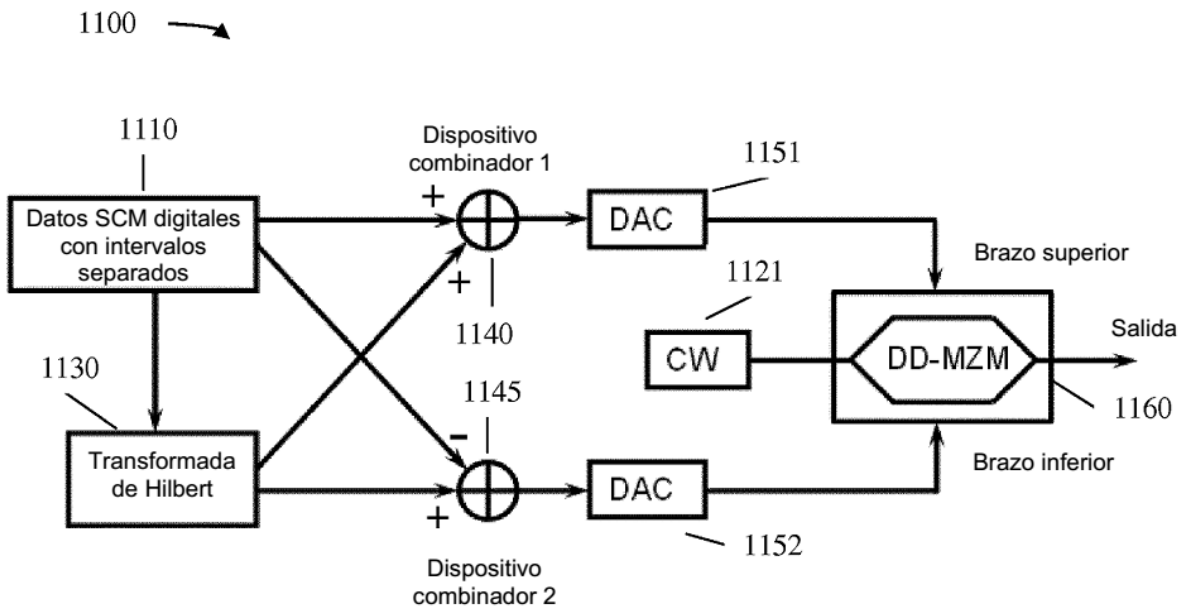 1100
1110
Dispositivo
combinador 1
1151
Datos SCM digitales
con intervalos
separados
+
+
DAC
Brazo superior
1121
1140
Salida
CW
DD-MZM
1130
1145
1160
Transformada
de Hilbert
-
+
DAC
Brazo inferior
1152
Dispositivo
combinador 2